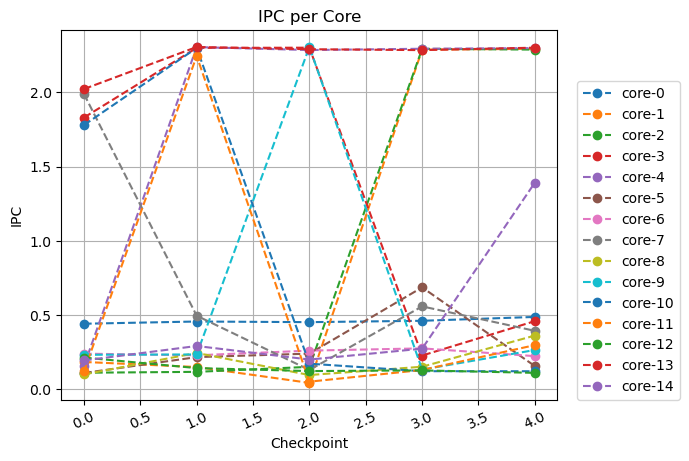 IPC per Core
IPC
2.0
1.5
1.0
0.5
0.0
0.0
0.5
1.0
1.5
2.0
2.5
3.0
3.5
4.0
Checkpoint
core-0
core-1
core-2
core-3
core-4
core-5
core-6
core-7
core-8
core-9
core-10
core-11
core-12
core-13
core-14